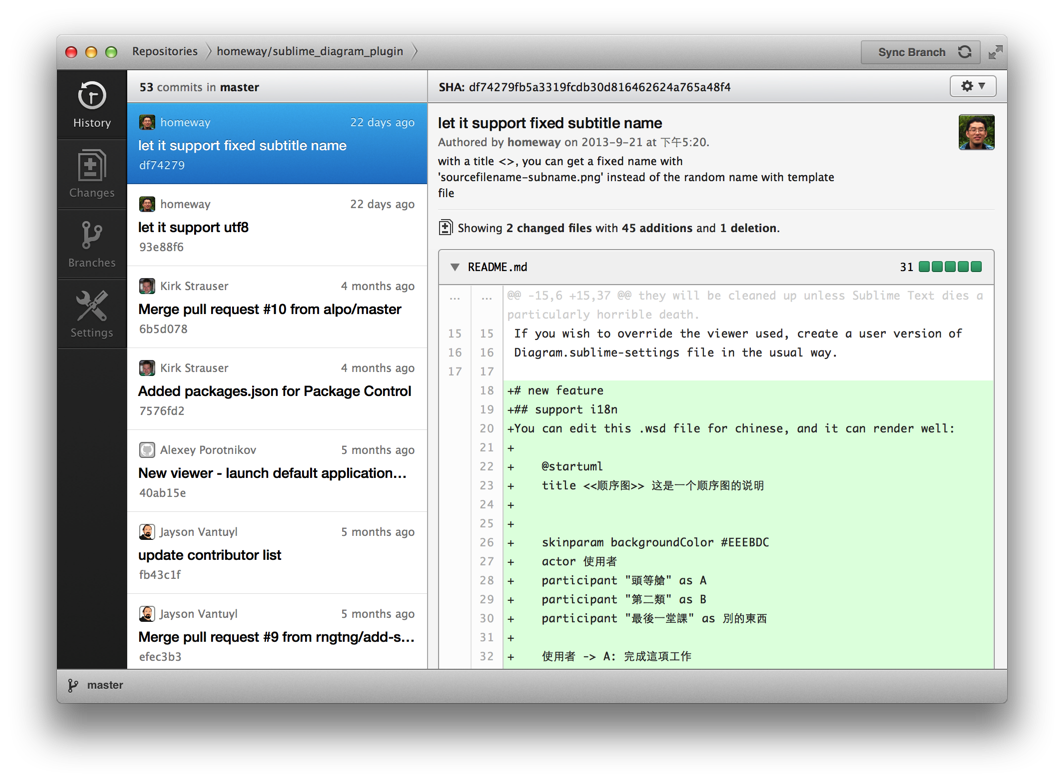 Repositories
homeway/sublime_diagram_plugin
Sync Branch
History
Changes
Branches
Settings
53 commits in master
homeway 22 days ago
let it support fixed subtitle name
df74279
homeway 22 days ago
let it support utf8
93e88f6
Kirk Strauser 4 months ago
Merge pull request #10 from alpo/master
6b5d078
Kirk Strauser 4 months ago
Added packages.json for Package Control
7576fd2
Alexey Porotnikov 5 months ago
New viewer - launch default application…
40ab15e
Jayson Vantuyl 5 months ago
update contributor list
fb43c1f
Jayson Vantuyl 5 months ago
Merge pull request #9 from rngtng/add-s…
efec3b3
SHA: df74279fb5a3319fcdb30d816462624a765a48f4
let it support fixed subtitle name
Authored by homeway on 2013-9-21 at 下午5:20.
with a title <>, you can get a fixed name with
'sourcefilename-subname.png' instead of the random name with template
file
Showing 2 changed files with 45 additions and 1 deletion.
README.md 31
... ... @@ -15,6 +15,37 @@ they will be cleaned up unless Sublime Text dies a
particularly horrible death.
15 15 If you wish to override the viewer used, create a user version of
16 16 Diagram.sublime-settings file in the usual way.
17 17
18 +# new feature
19 +## support i18n
20 +You can edit this .wsd file for chinese, and it can render well:
21 +
22 + @startuml
23 + title <<顺序图>> 这是一个顺序图的说明
24 +
25 +
26 + skinparam backgroundColor #EEEBDC
27 + actor 使用者
28 + participant "頭等艙" as A
29 + participant "第二類" as B
30 + participant "最後一堂課" as 別的東西
31 +
32 + 使用者 -> A: 完成這項工作
master